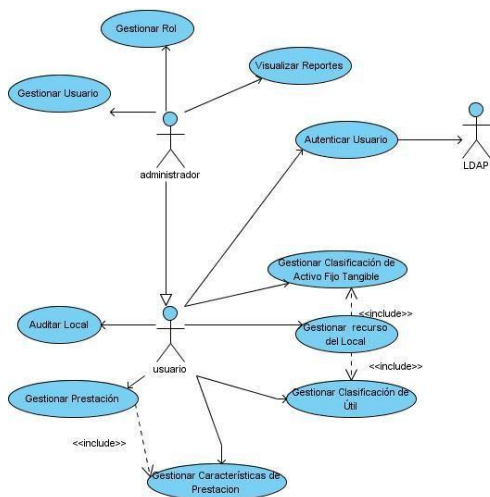 Gestionar Rol
Visualizar Reportes
Gestionar Usuario
Autenticar Usuario
administrador
LDAP
Gestionar Clasificación de
Activo Fijo Tangible
<<include>>
Auditar Local
Gestionar recurso
del Local
usuario
<<include>>
Gestionar Prestación
Gestionar Clasificación de
Útil
<<include>>
Gestionar Características de
Prestacion